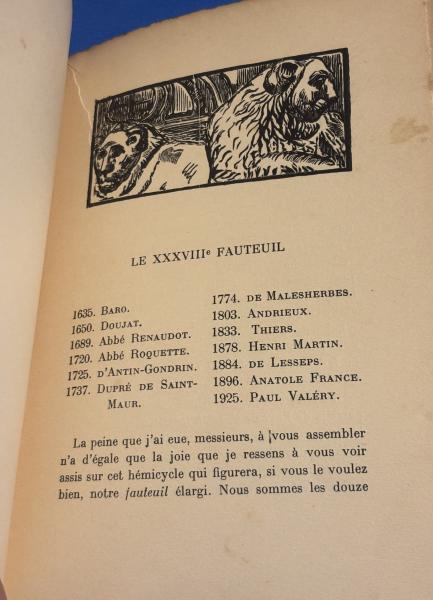 LE XXXVIIIe FAUTEUIL
1635. BARO.
1650. DOUJAT.
1689. ABBÉ RENAUDOT.
1720. ABBÉ ROQUETTE.
1725. D'ANTIN-GONDRIN.
1737. DUPRÉ DE SAINT-
MAUR.
1774. DE MALESHERBES.
1803. ANDRIEUX.
1833. THIERS.
1878. HENRI MARTIN.
1884. DE LESSEPS.
1896. ANATOLE FRANCE.
1925. PAUL VALÉRY.
La peine que j'ai eue, messieurs, à vous assembler
n'a d'égale que la joie que je ressens à vous voir
assis sur cet hémicycle qui figurera, si vous le voulez
bien, notre fauteuil élargi. Nous sommes les douze